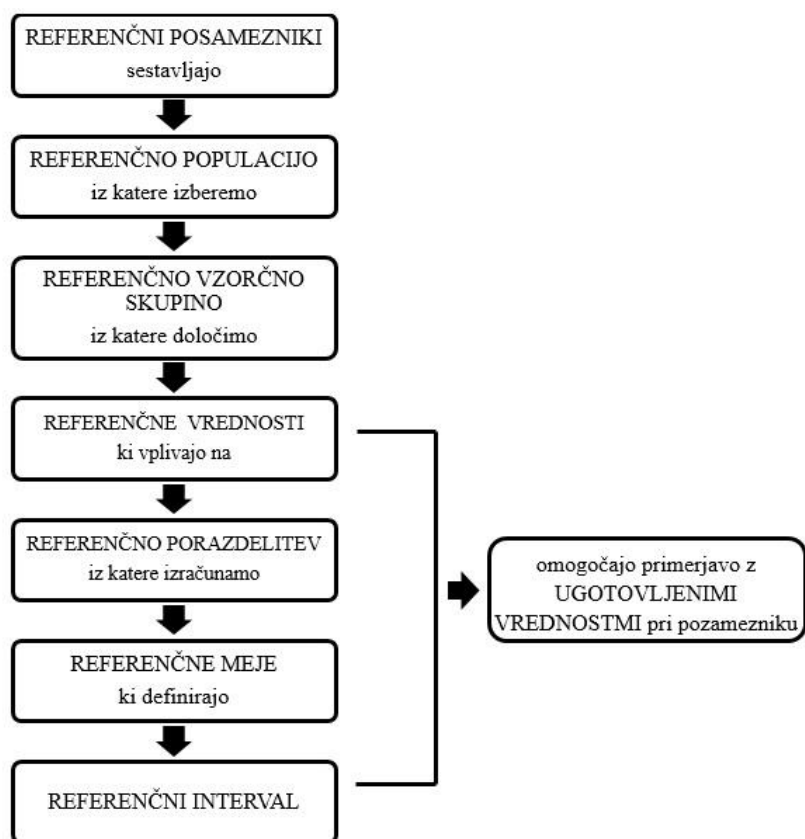 REFERENČNI POSAMEZNIKI
sestavljajo
REFERENČNO POPULACIJO
iz katere izberemo
REFERENČNO VZORČNO
SKUPINO
iz katere določimo
REFERENČNE VREDNOSTI
ki vplivajo na
REFERENČNO PORAZDELITEV
iz katere izračunamo
REFERENČNE MEJE
ki definirajo
REFERENČNI INTERVAL
omogočajo primerjavo z
UGOTOVLJENIMI
VREDNOSTMI pri pozamezniku